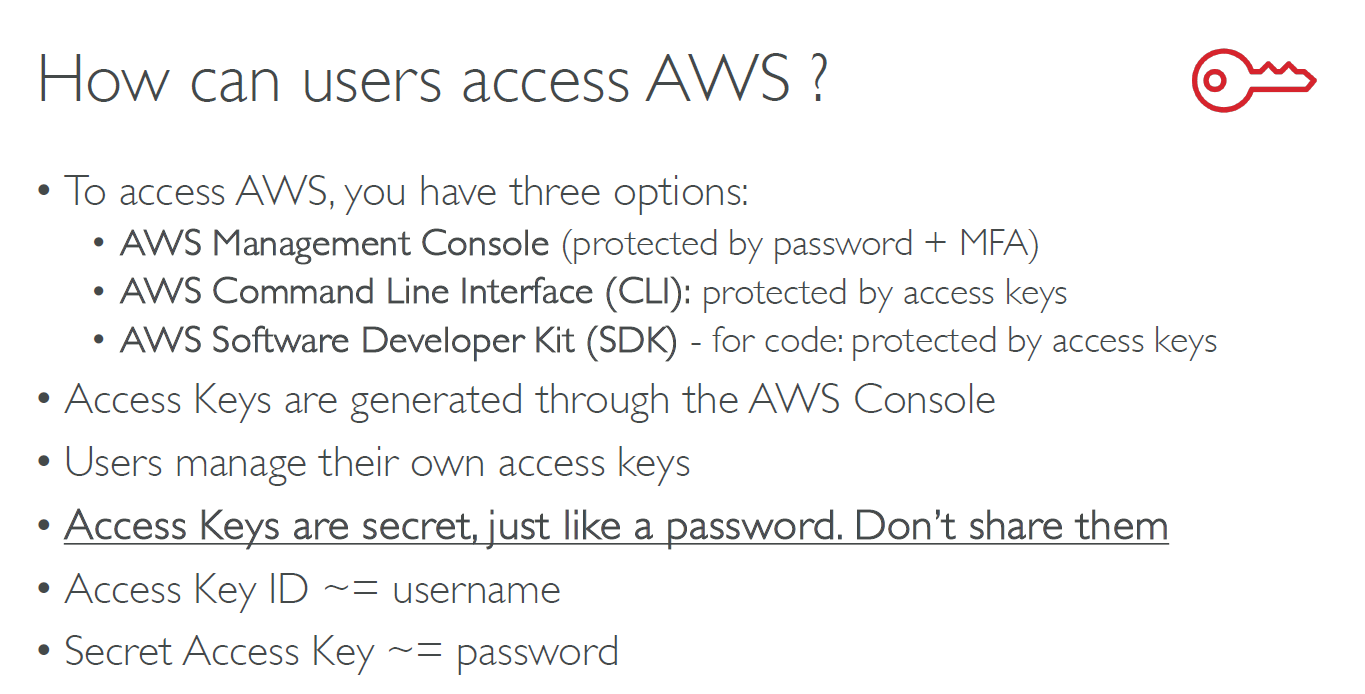 How can users access AWS ?
• To access AWS, you have three options:
• AWS Management Console (protected by password + MFA)
• AWS Command Line Interface (CLI): protected by access keys
• AWS Software Developer Kit (SDK) - for code: protected by access keys
• Access Keys are generated through the AWS Console
• Users manage their own access keys
• Access Keys are secret, just like a password. Don’t share them
• Access Key ID ~= username
• Secret Access Key ~= password